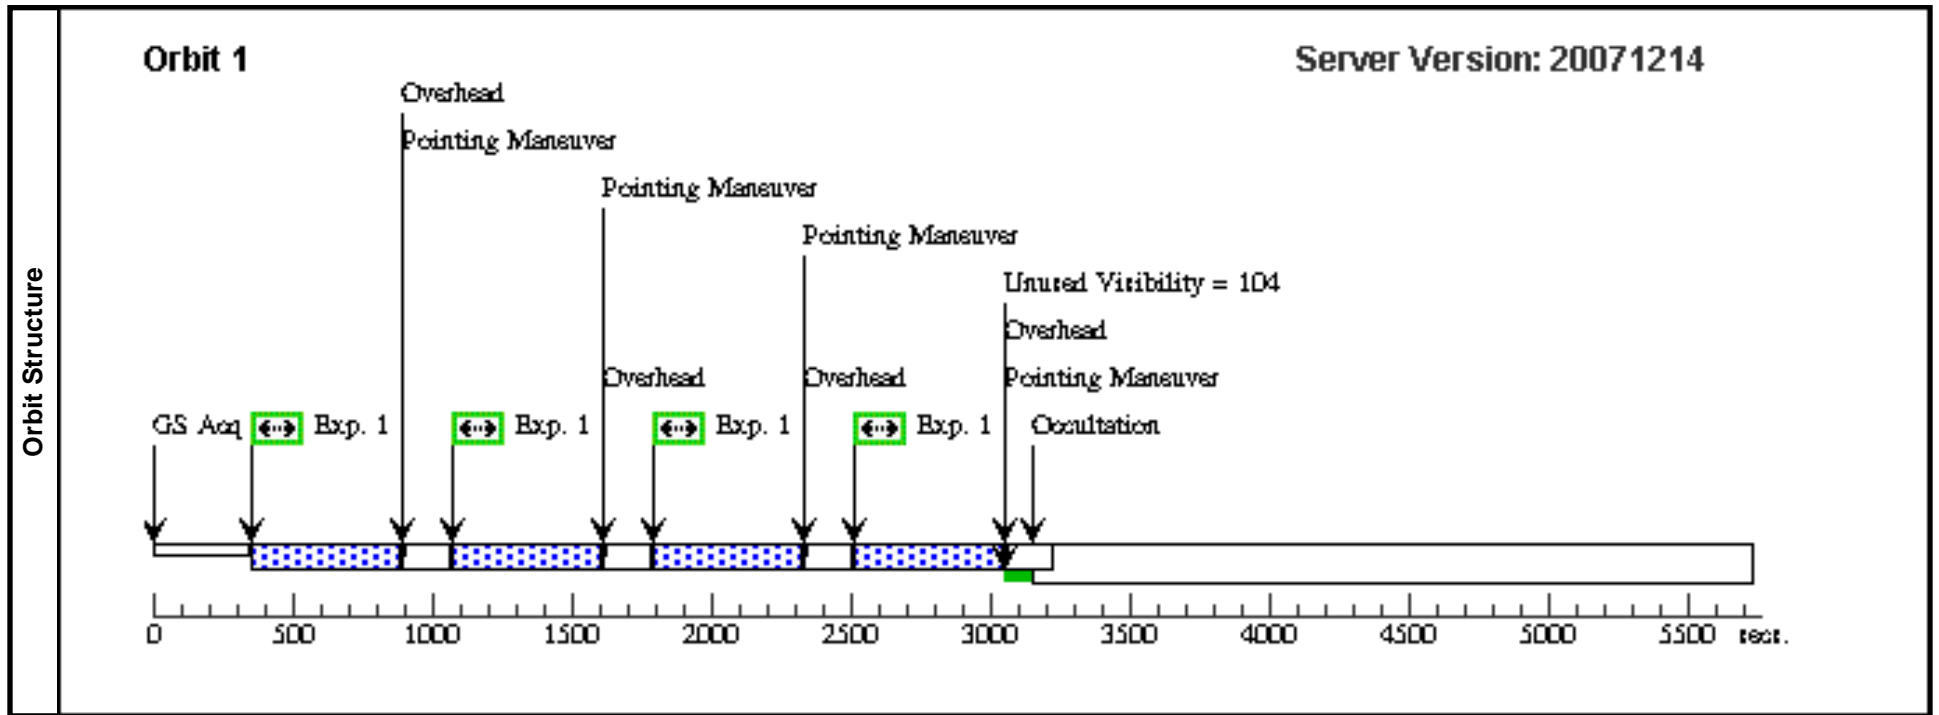 Orbit Structure
Orbit 1
Server Version: 20071214
Overhead
Pointing Maneuver
Pointing Maneuver
Pointing Maneuver
Unused Visibility = 104
Overhead
Overhead Overhead Pointing Maneuver
GS Acq Exp. 1 Exp. 1 Exp. 1 Exp. 1 Occultation
0 500 1000 1500 2000 2500 3000 3500 4000 4500 5000 5500 secs.